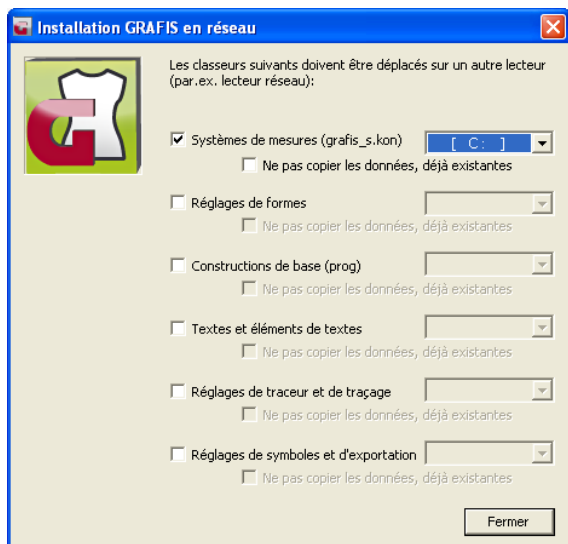 Installation GRAFIS en réseau
Les classeurs suivants doivent être déplacés sur un autre lecteur
(par.ex. lecteur réseau):
Systèmes de mesures (grafis_s.kon) [ C: ]
Ne pas copier les données, déjà existantes
Réglages de formes
Ne pas copier les données, déjà existantes
Constructions de base (prog)
Ne pas copier les données, déjà existantes
Textes et éléments de textes
Ne pas copier les données, déjà existantes
Réglages de traceur et de traçage
Ne pas copier les données, déjà existantes
Réglages de symboles et d'exportation
Ne pas copier les données, déjà existantes
Fermer